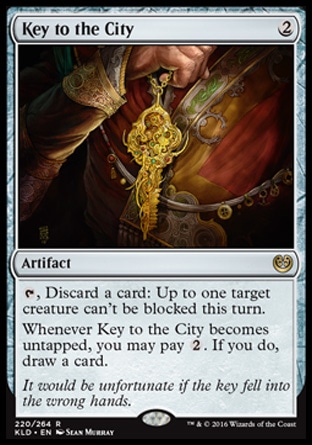 Key to the City 2
Artifact
, Discard a card: Up to one target
creature can't be blocked this turn.
Whenever Key to the City becomes
untapped, you may pay 2. If you do,
draw a card.
It would be unfortunate if the key fell into
the wrong hands.
220/264 R
KLD • EN SEAN MURRAY
™ & © 2016 Wizards of the Coast